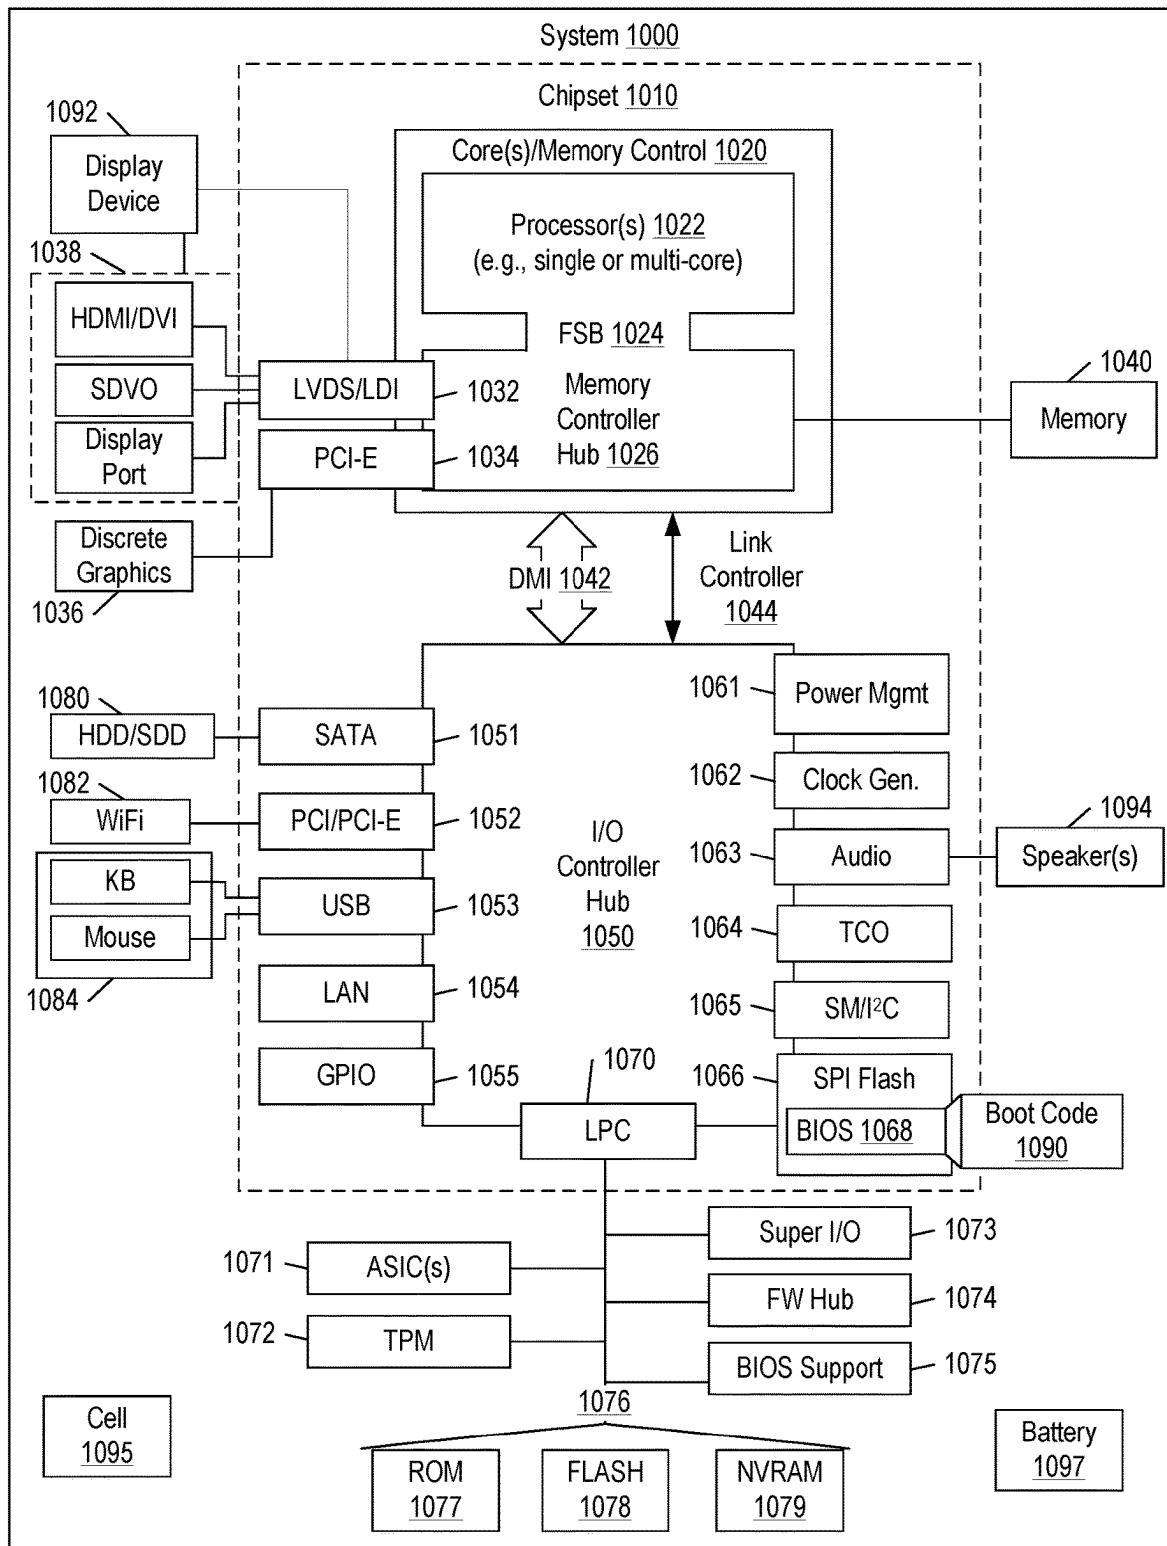 System 1000
Chipset 1010
1092
Display
Device
Core(s)/Memory Control 1020
Processor(s) 1022
(e.g., single or multi-core)
1038
HDMI/DVI
SDVO
Display
Port
FSB 1024
LVDS/LDI
1032
PCI-E
1034
Memory
Controller
Hub 1026
1040
Memory
Discrete
Graphics
1036
DMI 1042
Link
Controller
1044
1080
HDD/SDD
SATA
1051
1082
WiFi
PCI/PCI-E
1052
KB
Mouse
1084
USB
1053
LAN
1054
GPIO
1055
I/O
Controller
Hub
1050
1061
Power Mgmt
1062
Clock Gen.
1063
Audio
1094
Speaker(s)
1064
TCO
1065
SM/I²C
1066
SPI Flash
BIOS 1068
Boot Code
1090
1070
LPC
1071
ASIC(s)
1072
TPM
Super I/O
1073
FW Hub
1074
BIOS Support
1075
1076
Cell
1095
ROM
1077
FLASH
1078
NVRAM
1079
Battery
1097